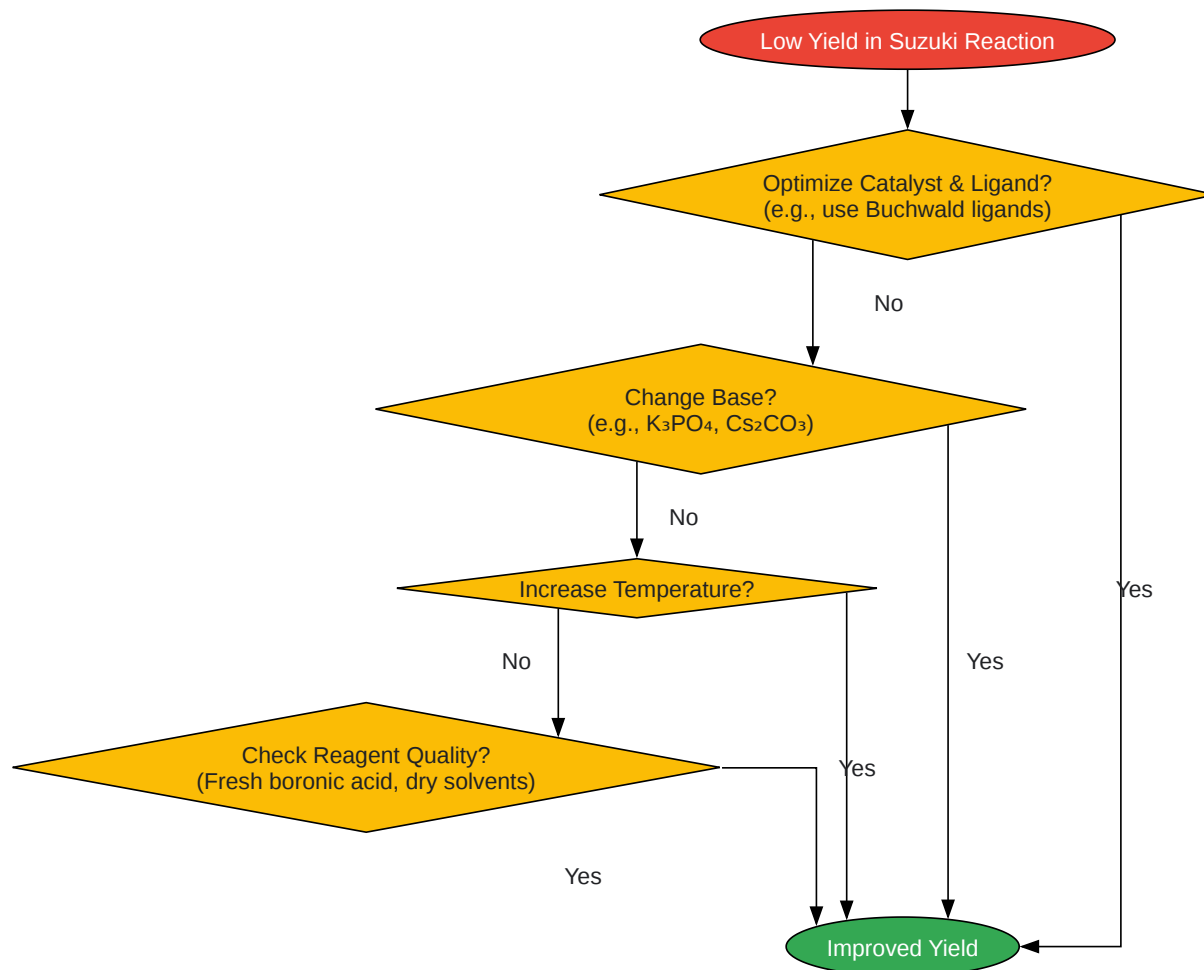 Low Yield in Suzuki Reaction
Optimize Catalyst & Ligand?
(e.g., use Buchwald ligands)
No
Change Base?
(e.g., K₃PO₄, Cs₂CO₃)
No
Increase Temperature?
Yes
No
Yes
Check Reagent Quality?
(Fresh boronic acid, dry solvents)
Yes
Yes
Improved Yield